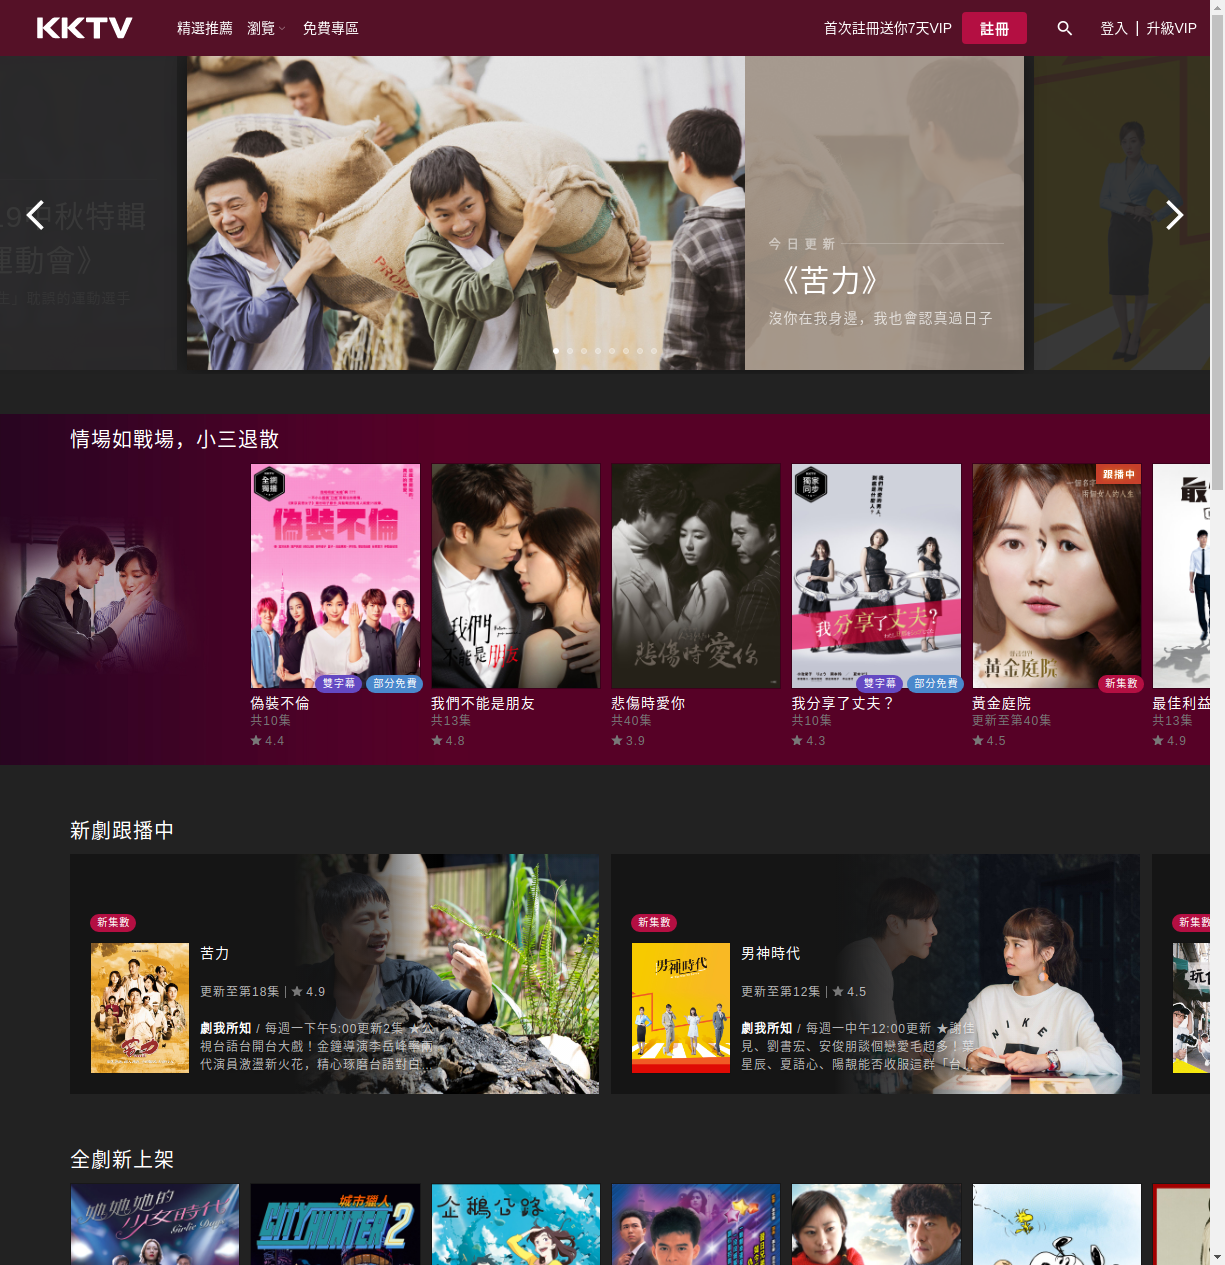 KKTV
精選推薦
瀏覽
免費專區
首次註冊送你7天VIP
註冊
登入 | 升級VIP
19中秋特輯
運動會》
今日更新
《苦力》
沒你在我身邊，我也會認真過日子
情場如戰場，小三退散
全網獨播
偽裝不倫
雙字幕
部分免費
偽裝不倫
共10集
4.4
我們不能是朋友
我們不能是朋友
共13集
4.8
悲傷時愛你
悲傷時愛你
共40集
3.9
獨家同步
我分享了丈夫?
雙字幕
部分免費
我分享了丈夫？
共10集
4.3
跟播中
黃金庭院
新集數
黃金庭院
更新至第40集
4.5
最
最佳利益
共13集
4.9
新劇跟播中
新集數
苦力
更新至第18集 | ★ 4.9
劇我所知 / 每週一下午5:00更新2集 ★公
視台語台開台大戲！金鐘導演李岳峰率兩
代演員激盪新火花，精心琢磨台語對白...
新集數
男神時代
男神時代
更新至第12集 | ★ 4.5
劇我所知 / 每週一中午12:00更新 ★謝佳
見、劉書宏、安俊朋談個戀愛毛超多！葉
星辰、夏語心、陽靚能否收服這群「台
NIKE
新集數
全劇新上架
她她她的
少女時代
城市獵人
CITY HUNTER 2
企鵝公路